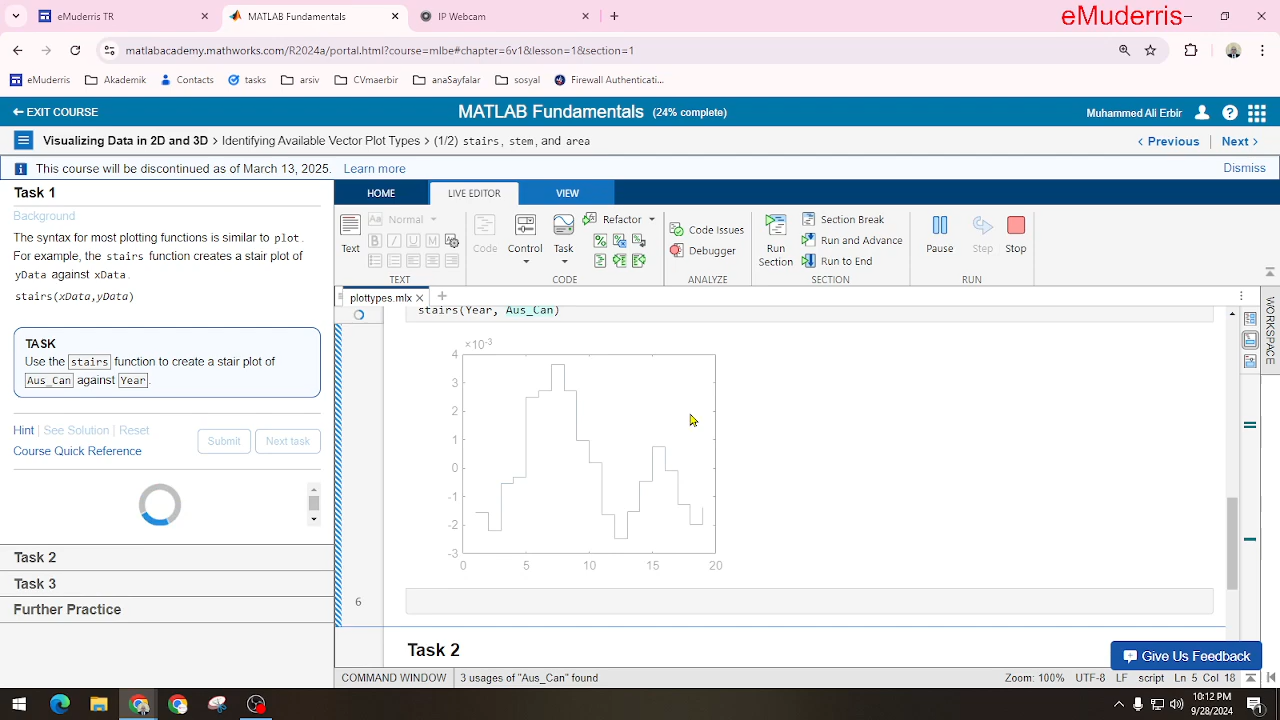 eMuderris TR
MATLAB Fundamentals
IP Webcam
eMuderris
matlabacademy.mathworks.com/R2024a/portal.html?course=mlbe#chapter=6v1&lesson=1&section=1
eMuderris
Akademik
Contacts
tasks
arsiv
CVmaerbir
anaSayfalar
sosyal
Firewall Authenticati...
EXIT COURSE
MATLAB Fundamentals (24% complete)
Muhammed Ali Erbir
Visualizing Data in 2D and 3D > Identifying Available Vector Plot Types > (1/2) stairs, stem, and area
< Previous | Next >
This course will be discontinued as of March 13, 2025. Learn more
Dismiss
Task 1
Background
The syntax for most plotting functions is similar to plot.
For example, the stairs function creates a stair plot of
yData against xData.
stairs(xData,yData)
TASK
Use the stairs function to create a stair plot of
Aus_Can against Year.
Hint | See Solution | Reset
Course Quick Reference
Submit
Next task
Task 2
Task 3
Further Practice
HOME
LIVE EDITOR
VIEW
Text
Aa Normal
B I U M
TEXT
Code
Control
Task
Refactor
CODE
Code Issues
Debugger
ANALYZE
Run
Section
Section Break
Run and Advance
Run to End
SECTION
Pause
Step
Stop
RUN
plottypes.mlx
WORKSPACE
stairs(Year, Aus_Can)
×10-3
4
3
2
1
0
-1
-2
-3
0 5 10 15 20
6
Task 2
Give Us Feedback
COMMAND WINDOW
3 usages of "Aus_Can" found
Zoom: 100% UTF-8 LF script Ln 5 Col 18
10:12 PM
9/28/2024